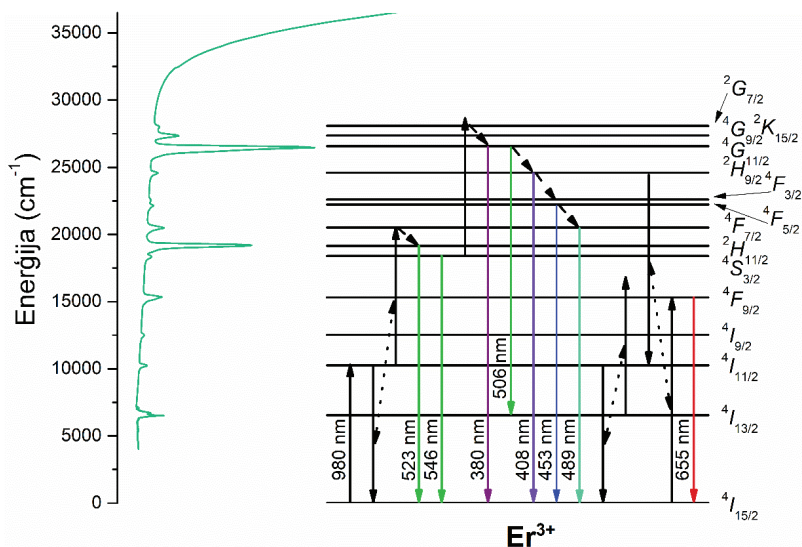 Enerģija (cm⁻¹)
35000
30000
25000
20000
15000
10000
5000
0
980 nm
523 nm
546 nm
380 nm
506 nm
408 nm
453 nm
489 nm
655 nm
²G₇/₂
⁴G₉/₂ ²K₁₅/₂
⁴G₁₁/₂
²H₉/₂ ⁴F₃/₂
⁴F₅/₂
⁴F₇/₂
²H₁₁/₂
⁴S₃/₂
⁴F₉/₂
⁴I₉/₂
⁴I₁₁/₂
⁴I₁₃/₂
⁴I₁₅/₂
Er³⁺